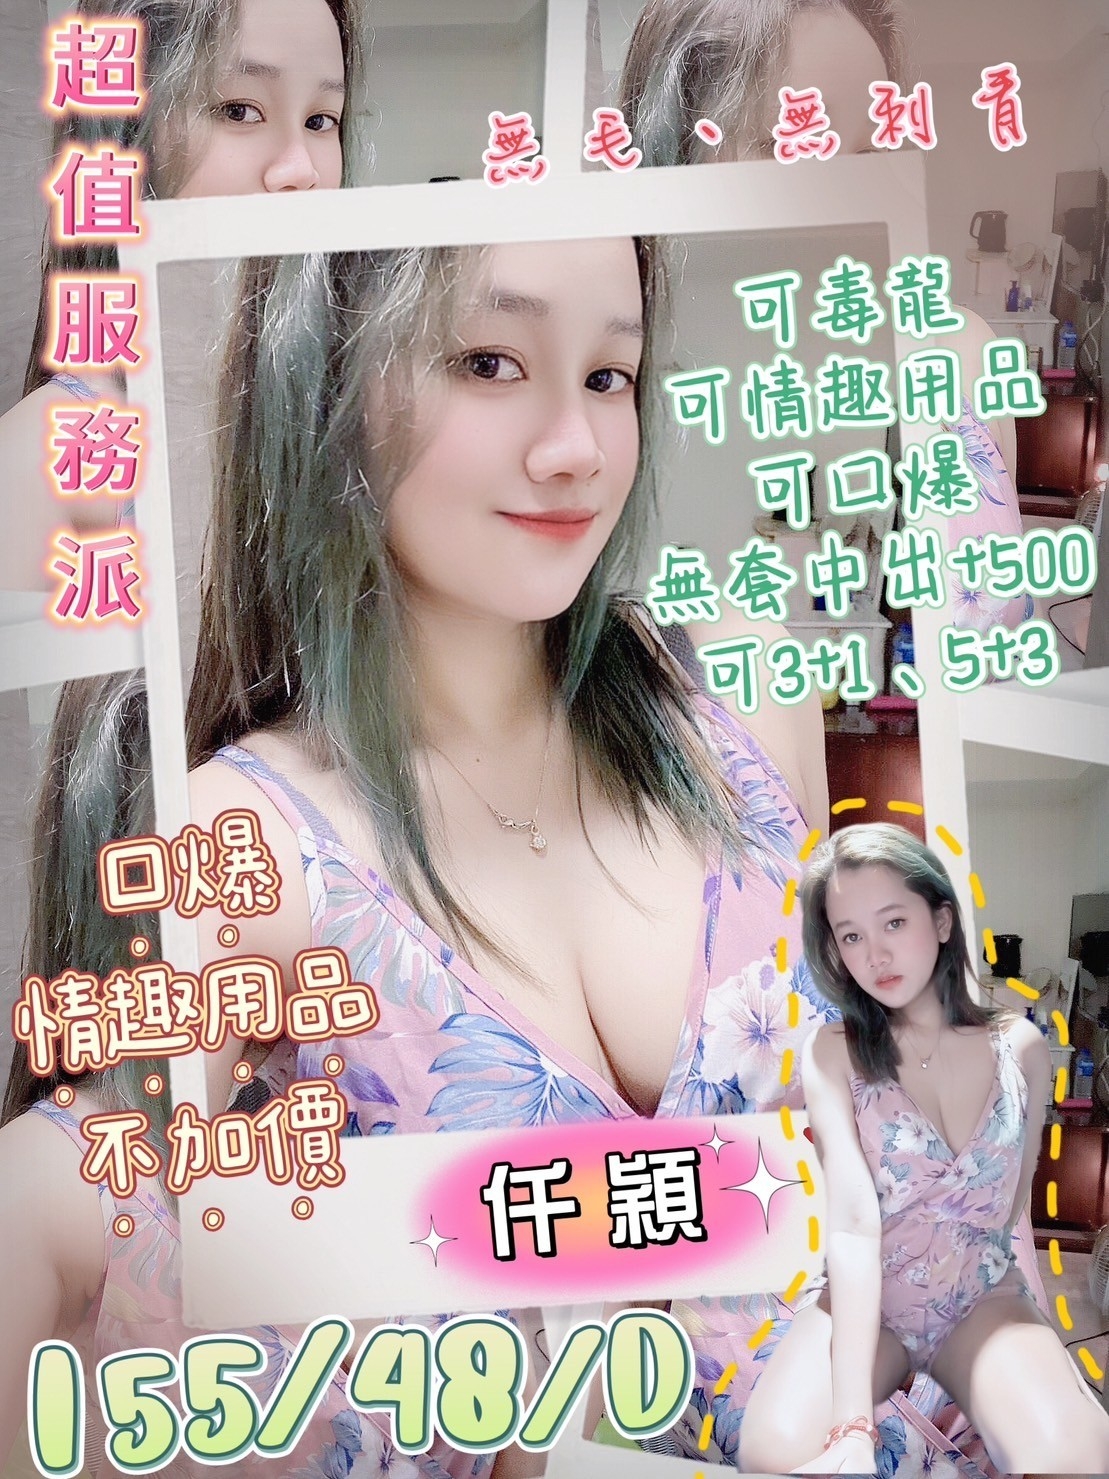 超值服務派
無毛、無刺青
可毒龍
可情趣用品
可口爆
無套中出+500
可3+1、5+3
口爆
情趣用品
不加價
仟穎
155/48/D